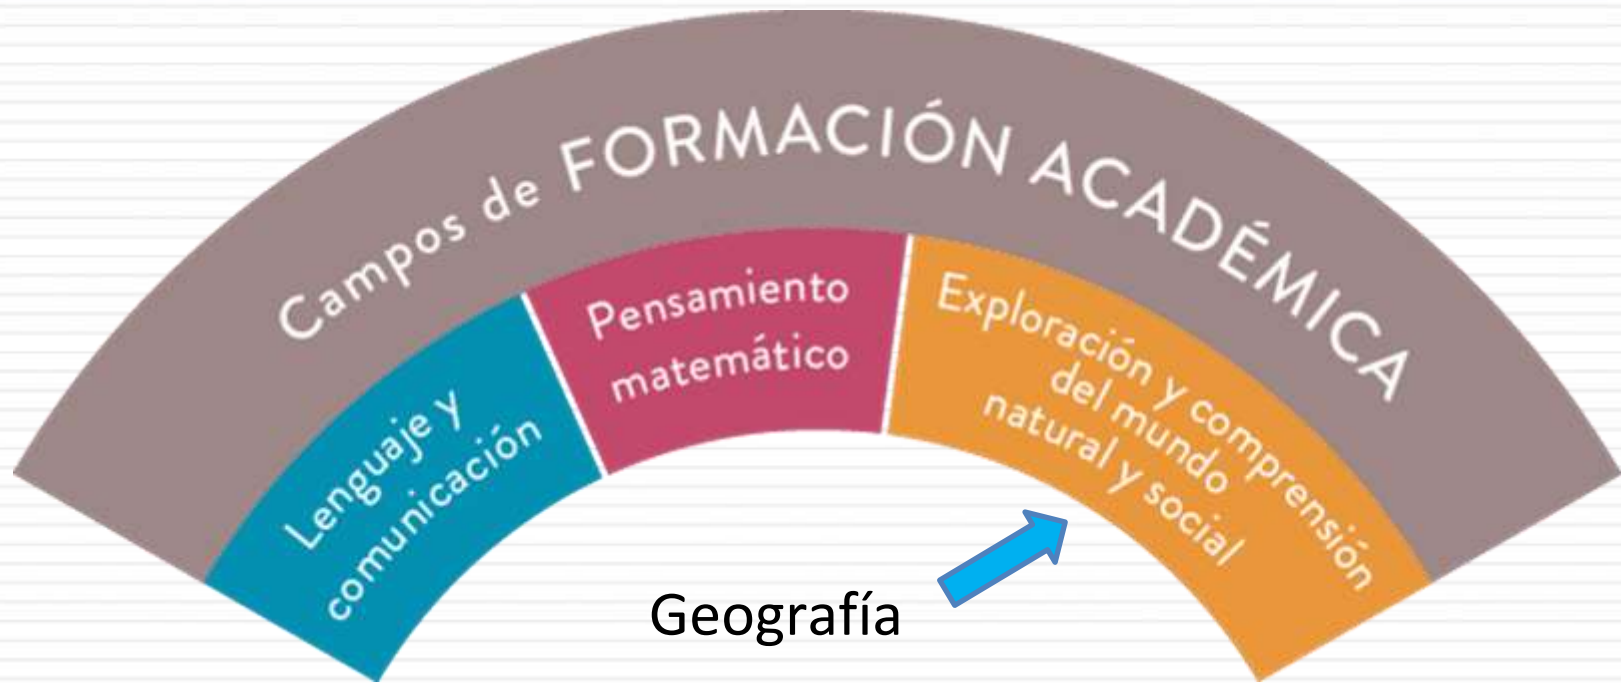 Campos de FORMACIÓN ACADÉMICA
Lenguaje y
comunicación
Pensamiento
matemático
Exploración y comprensión
del mundo
natural y social
Geografía